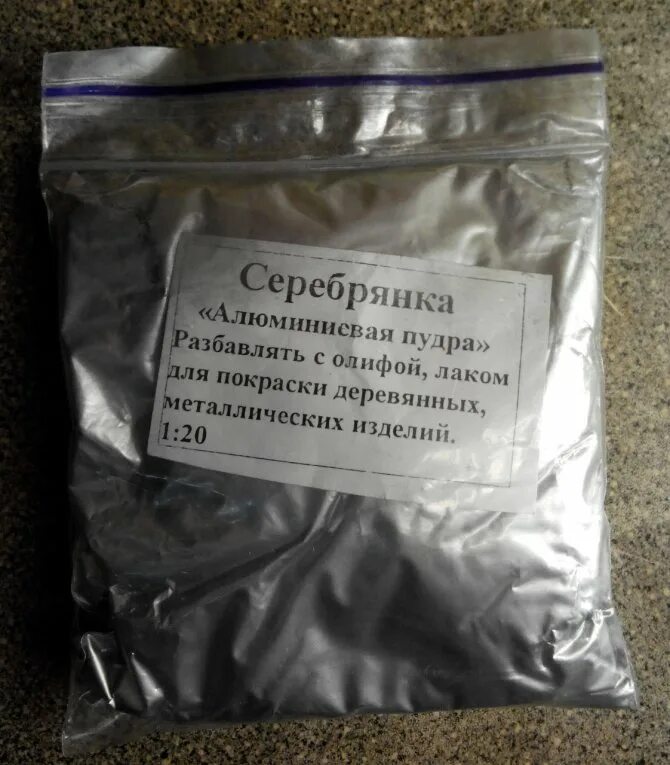 Серебрянка
«Алюминиевая пудра»
Разбавлять с олифой, лаком
для покраски деревянных,
металлических изделий.
1:20